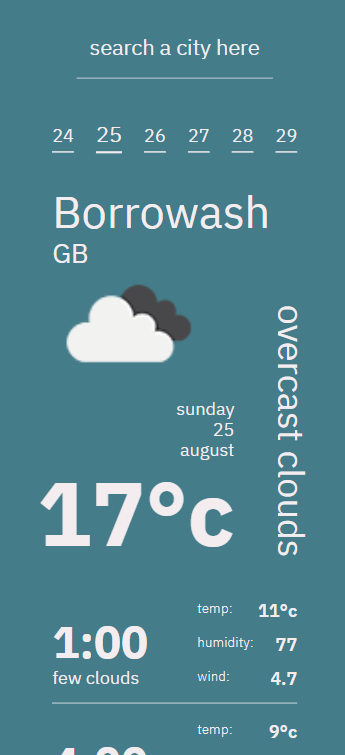 search a city here
24 25 26 27 28 29
Borrowash
GB
overcast clouds
sunday
25
august
17°c
temp: 11°c
humidity: 77
1:00
few clouds
wind: 4.7
temp: 9°c